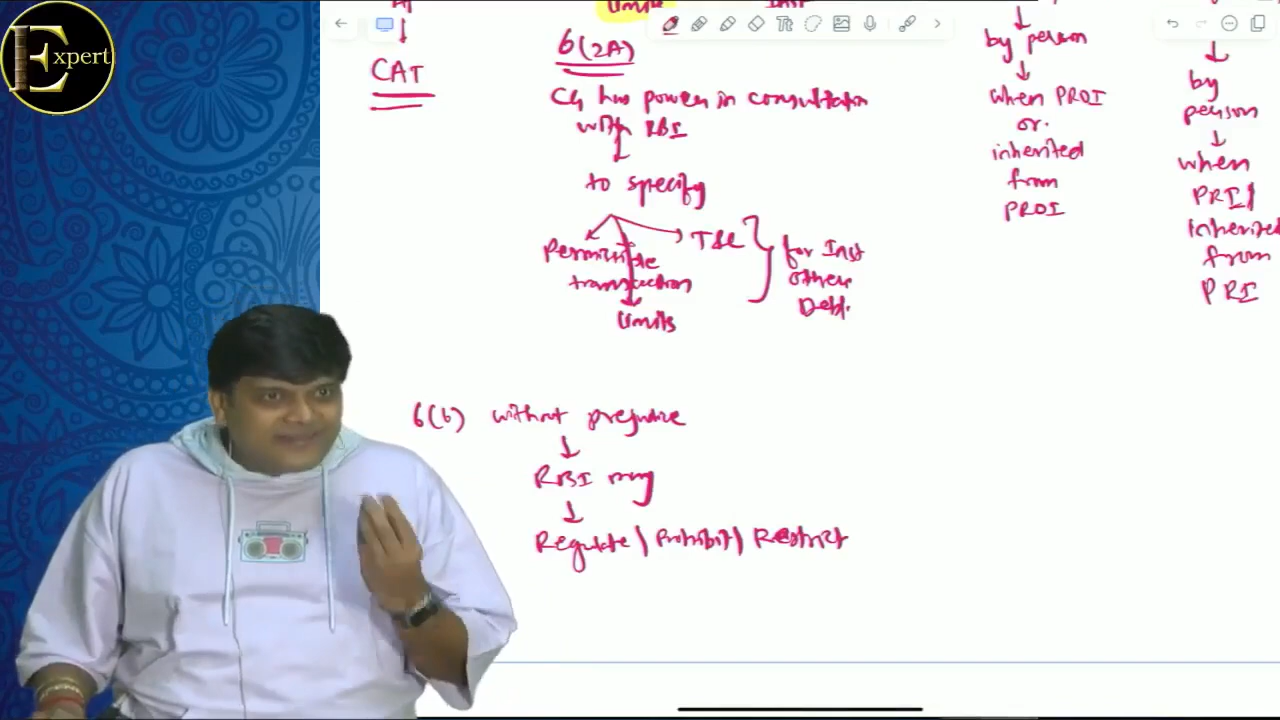 Expert
CAT
6(2A)
CG has power in consultation
with RBI
to specify
Permissible
transaction
Limits
T&C
for Inst
other
Debt.
by person
when PROI
or.
inherited
from
PROI
by
person
when
PRI/
inherited
from
PRI
6(6) without prejudice
RBI may
Regulate/Prohibit/Restrict